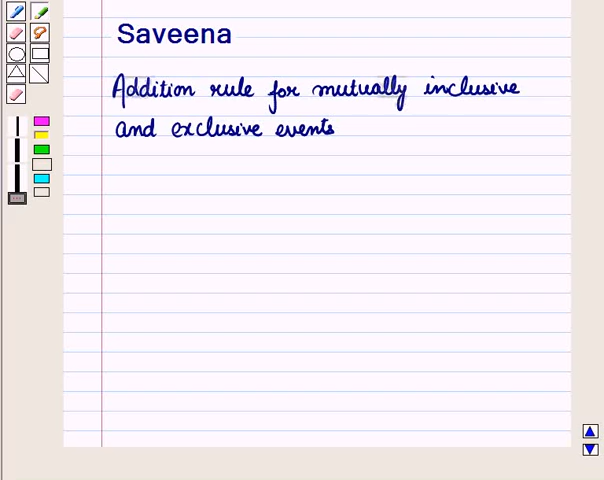 Saveena
Addition rule for mutually inclusive
and exclusive events